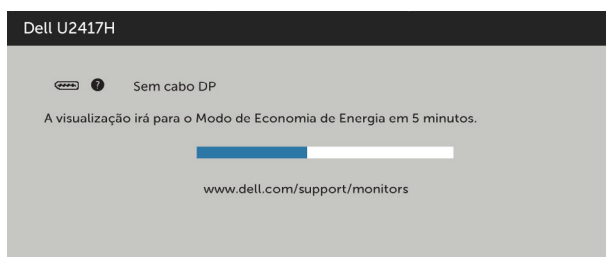 Dell U2417H
? Sem cabo DP
A visualização irá para o Modo de Economia de Energia em 5 minutos.
www.dell.com/support/monitors